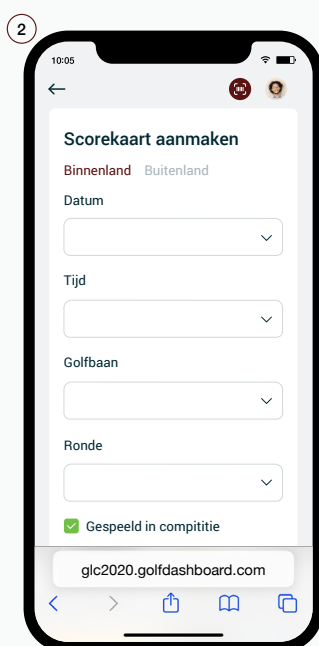 2
10:05
Scorekaart aanmaken
Binnenland Buitenland
Datum
Tijd
Golfbaan
Ronde
Gespeeld in compititie
glc2020.golfdashboard.com